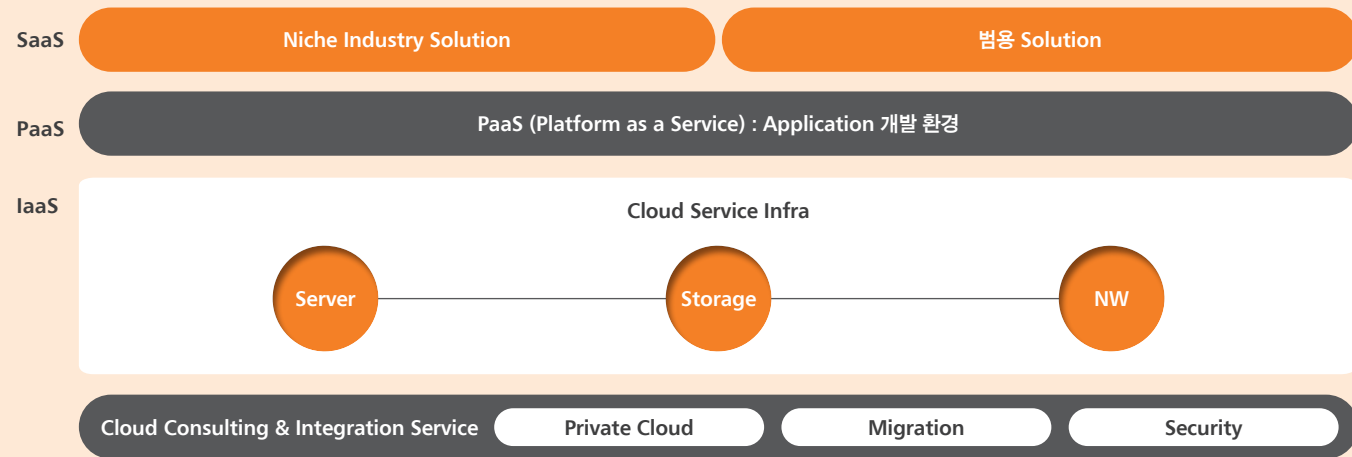 SaaS
Niche Industry Solution
범용 Solution
PaaS
PaaS (Platform as a Service) : Application 개발 환경
IaaS
Cloud Service Infra
Server
Storage
NW
Cloud Consulting & Integration Service
Private Cloud
Migration
Security